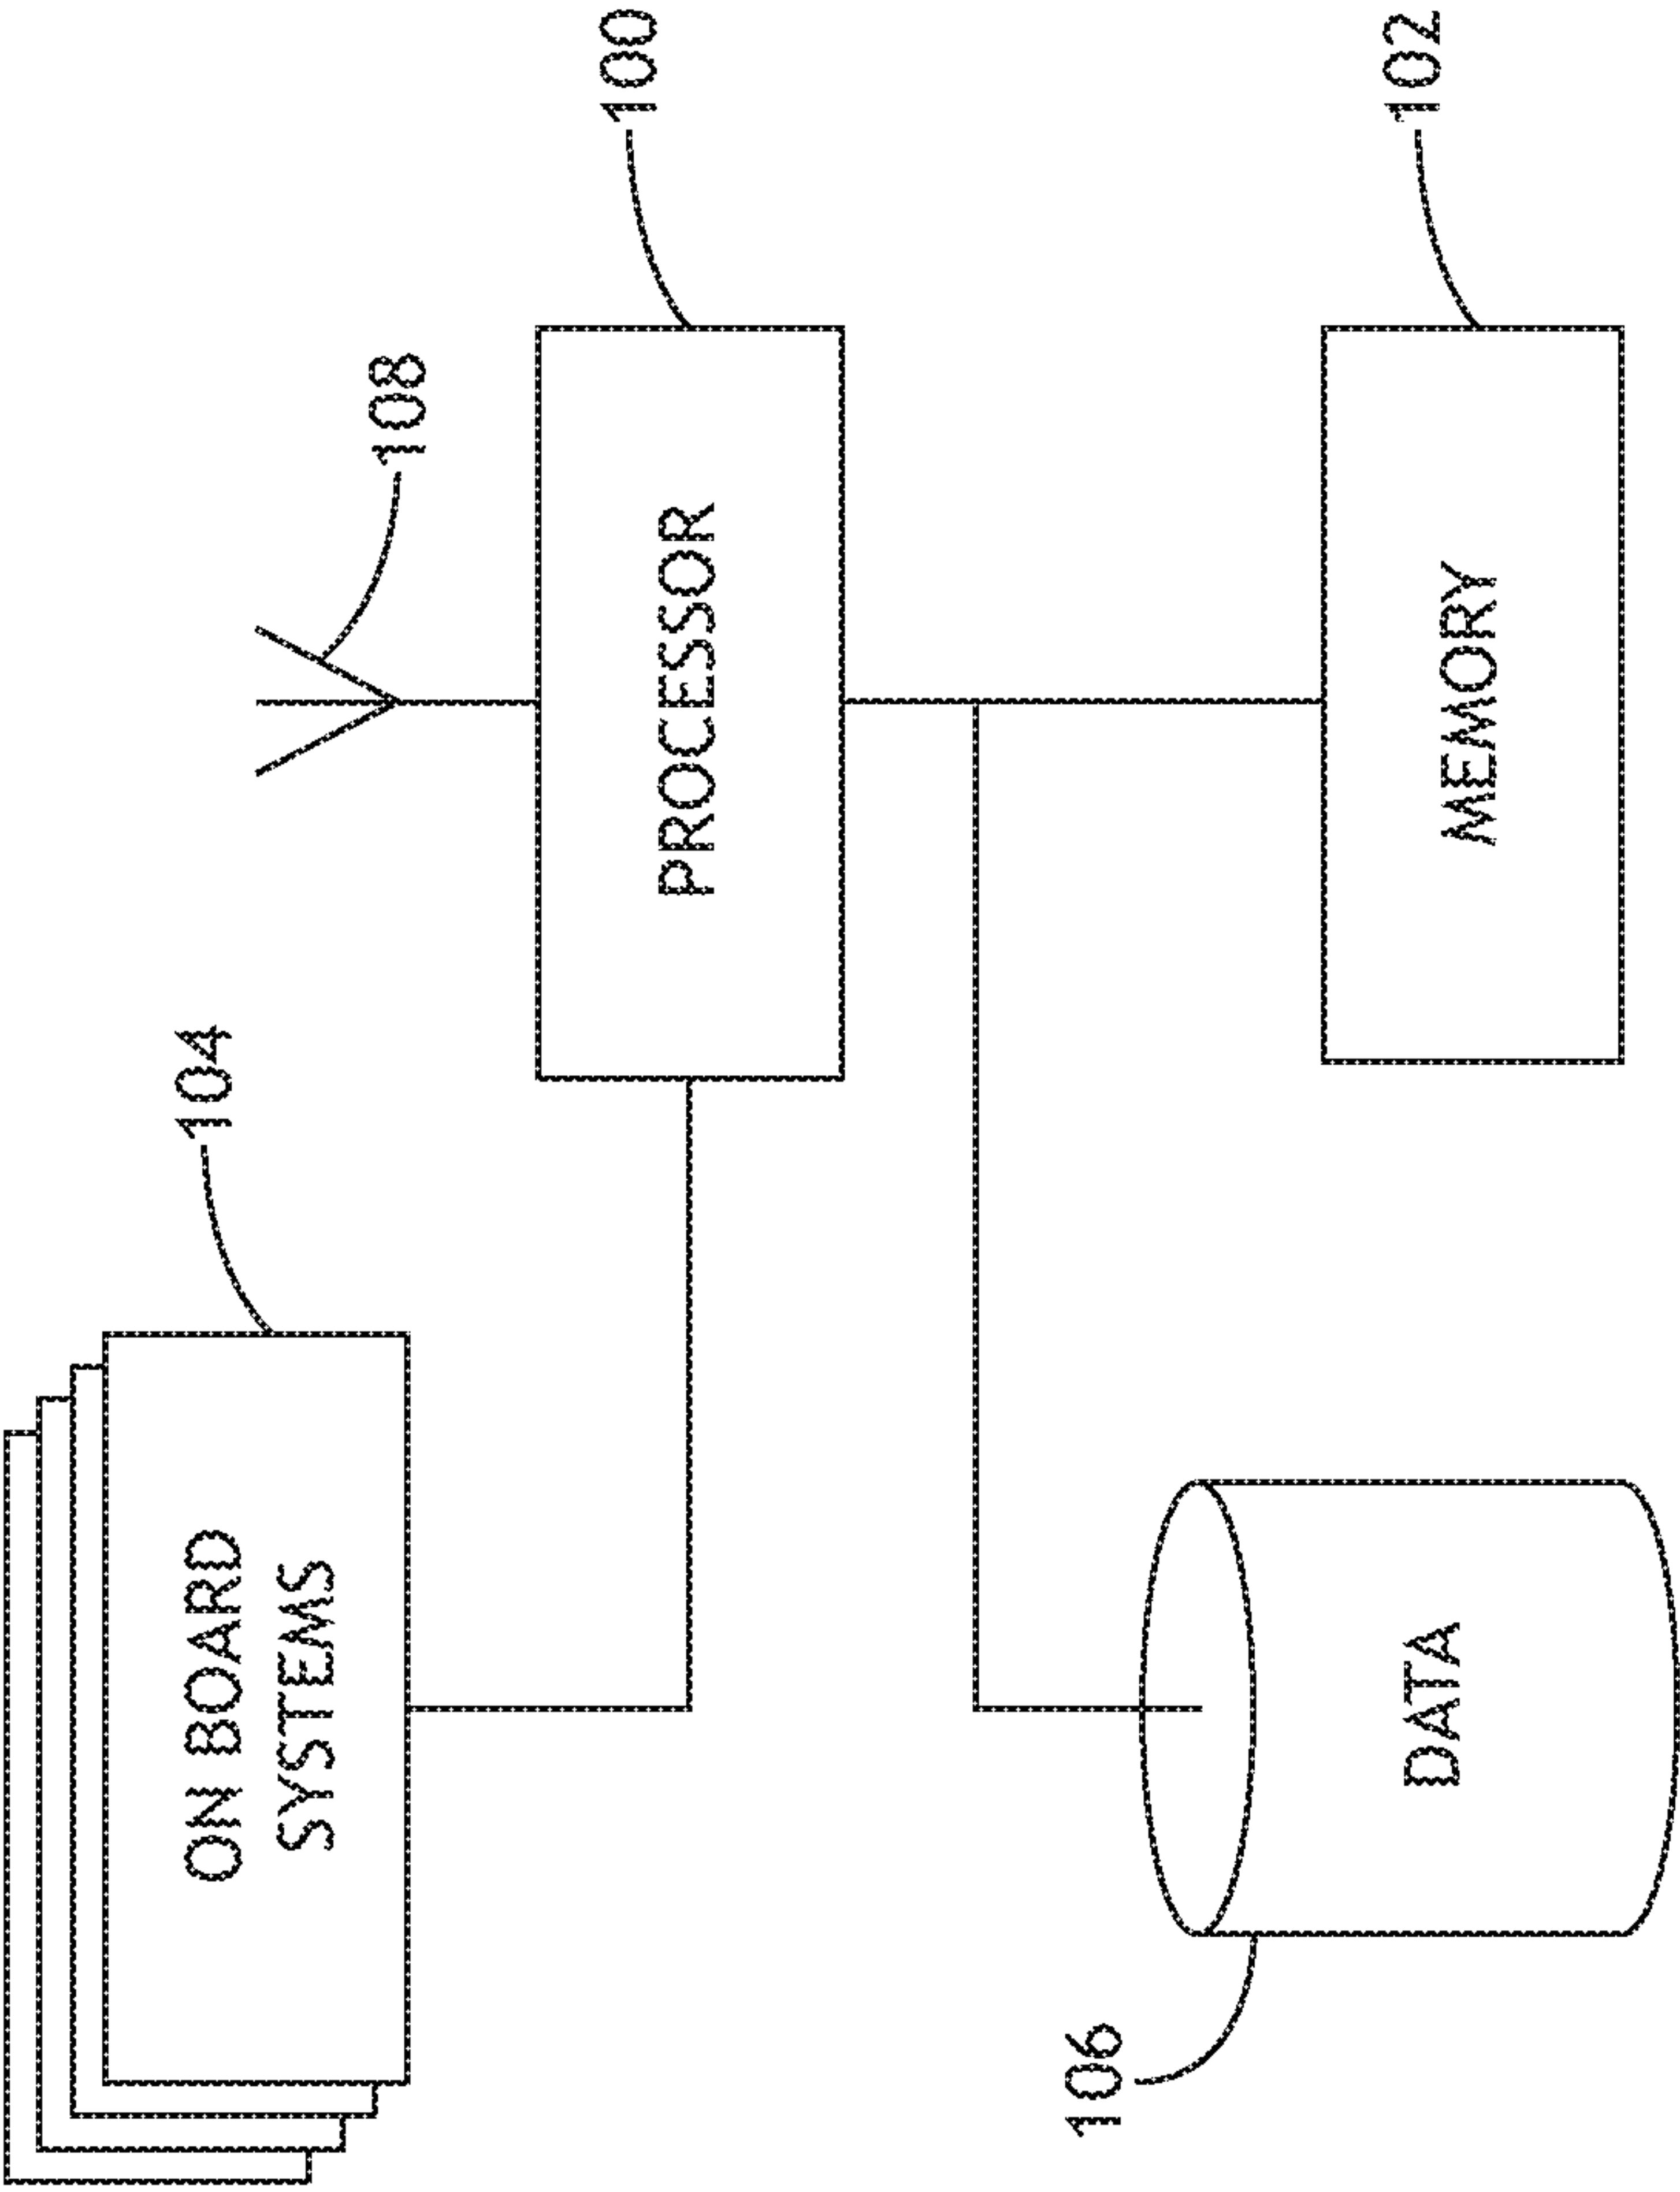 104
ON BOARD
SYSTEMS
108
PROCESSOR
100
106
DATA
MEMORY
102